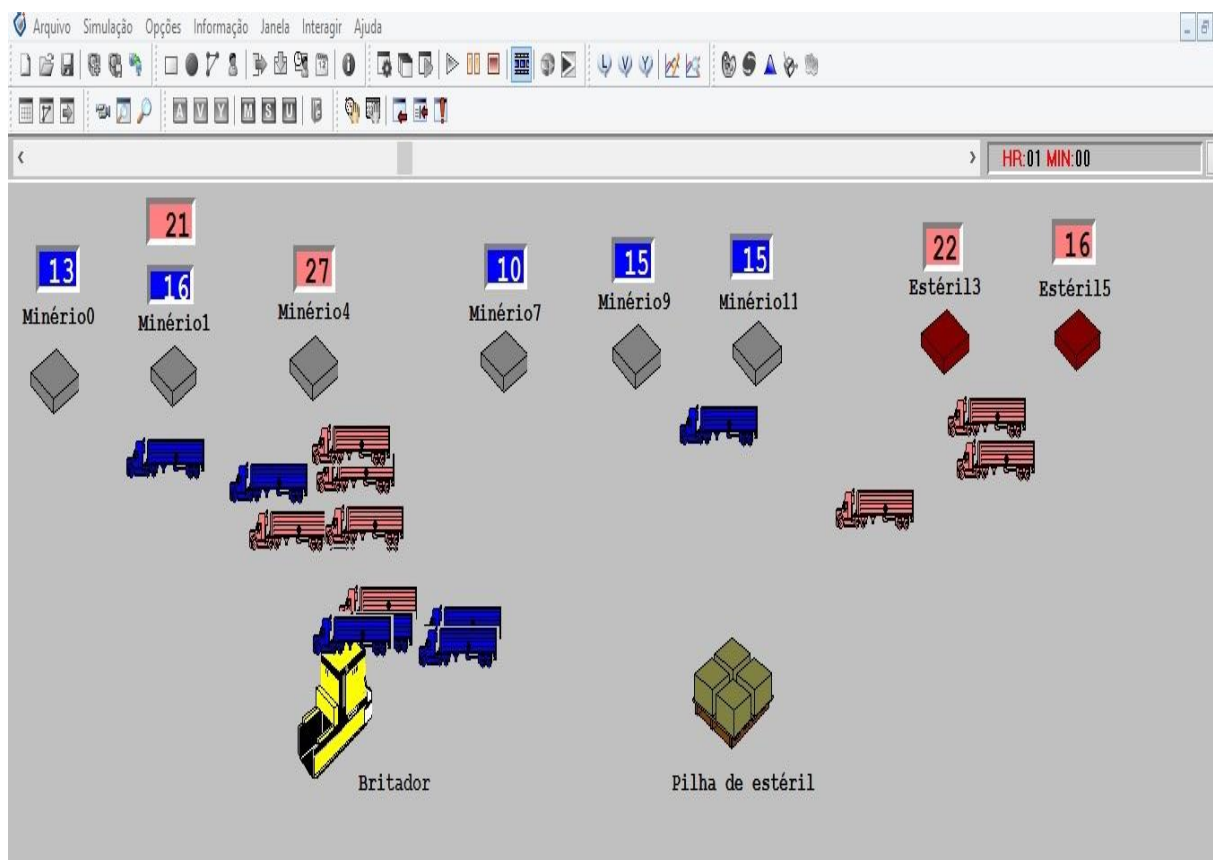 Arquivo Simulação Opções Informação Janela Interagir Ajuda
HR:01 MIN:00
21
13 16 27 10 15 15 22 16
Minério0 Minério1 Minério4 Minério7 Minério9 Minério11 Estéril3 Estéril5
Britador Pilha de estéril